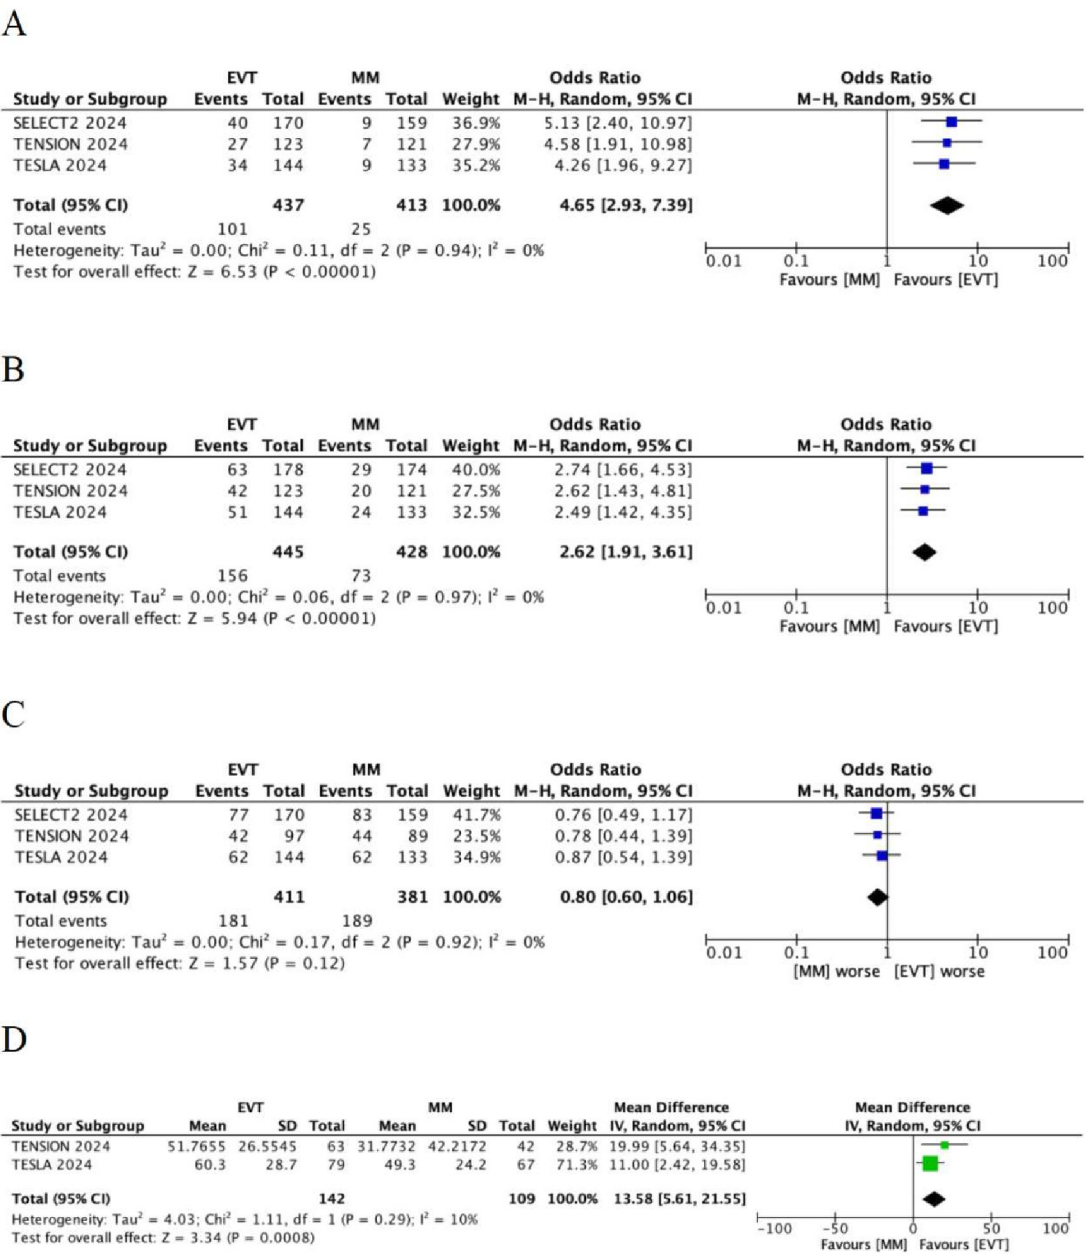 A
EVT MM Odds Ratio Odds Ratio
Study or Subgroup Events Total Events Total Weight M-H, Random, 95% CI M-H, Random, 95% CI
SELECT2 2024 40 170 9 159 36.9% 5.13 [2.40, 10.97]
TENSION 2024 27 123 7 121 27.9% 4.58 [1.91, 10.98]
TESLA 2024 34 144 9 133 35.2% 4.26 [1.96, 9.27]
Total (95% CI) 437 413 100.0% 4.65 [2.93, 7.39]
Total events 101 25
Heterogeneity: Tau² = 0.00; Chi² = 0.11, df = 2 (P = 0.94); I² = 0%
Test for overall effect: Z = 6.53 (P < 0.00001)
0.01 0.1 1 10 100
Favours [MM] Favours [EVT]
B
EVT MM Odds Ratio Odds Ratio
Study or Subgroup Events Total Events Total Weight M-H, Random, 95% CI M-H, Random, 95% CI
SELECT2 2024 63 178 29 174 40.0% 2.74 [1.66, 4.53]
TENSION 2024 42 123 20 121 27.5% 2.62 [1.43, 4.81]
TESLA 2024 51 144 24 133 32.5% 2.49 [1.42, 4.35]
Total (95% CI) 445 428 100.0% 2.62 [1.91, 3.61]
Total events 156 73
Heterogeneity: Tau² = 0.00; Chi² = 0.06, df = 2 (P = 0.97); I² = 0%
Test for overall effect: Z = 5.94 (P < 0.00001)
0.01 0.1 1 10 100
Favours [MM] Favours [EVT]
C
EVT MM Odds Ratio Odds Ratio
Study or Subgroup Events Total Events Total Weight M-H, Random, 95% CI M-H, Random, 95% CI
SELECT2 2024 77 170 83 159 41.7% 0.76 [0.49, 1.17]
TENSION 2024 42 97 44 89 23.5% 0.78 [0.44, 1.39]
TESLA 2024 62 144 62 133 34.9% 0.87 [0.54, 1.39]
Total (95% CI) 411 381 100.0% 0.80 [0.60, 1.06]
Total events 181 189
Heterogeneity: Tau² = 0.00; Chi² = 0.17, df = 2 (P = 0.92); I² = 0%
Test for overall effect: Z = 1.57 (P = 0.12)
0.01 0.1 1 10 100
[MM] worse [EVT] worse
D
EVT MM Mean Difference Mean Difference
Study or Subgroup Mean SD Total Mean SD Total Weight IV, Random, 95% CI IV, Random, 95% CI
TENSION 2024 51.7655 26.5545 63 31.7732 42.2172 42 28.7% 19.99 [5.64, 34.35]
TESLA 2024 60.3 28.7 79 49.3 24.2 67 71.3% 11.00 [2.42, 19.58]
Total (95% CI) 142 109 100.0% 13.58 [5.61, 21.55]
Heterogeneity: Tau² = 4.03; Chi² = 1.11, df = 1 (P = 0.29); I² = 10%
Test for overall effect: Z = 3.34 (P = 0.0008)
-100 -50 0 50 100
Favours [MM] Favours [EVT]